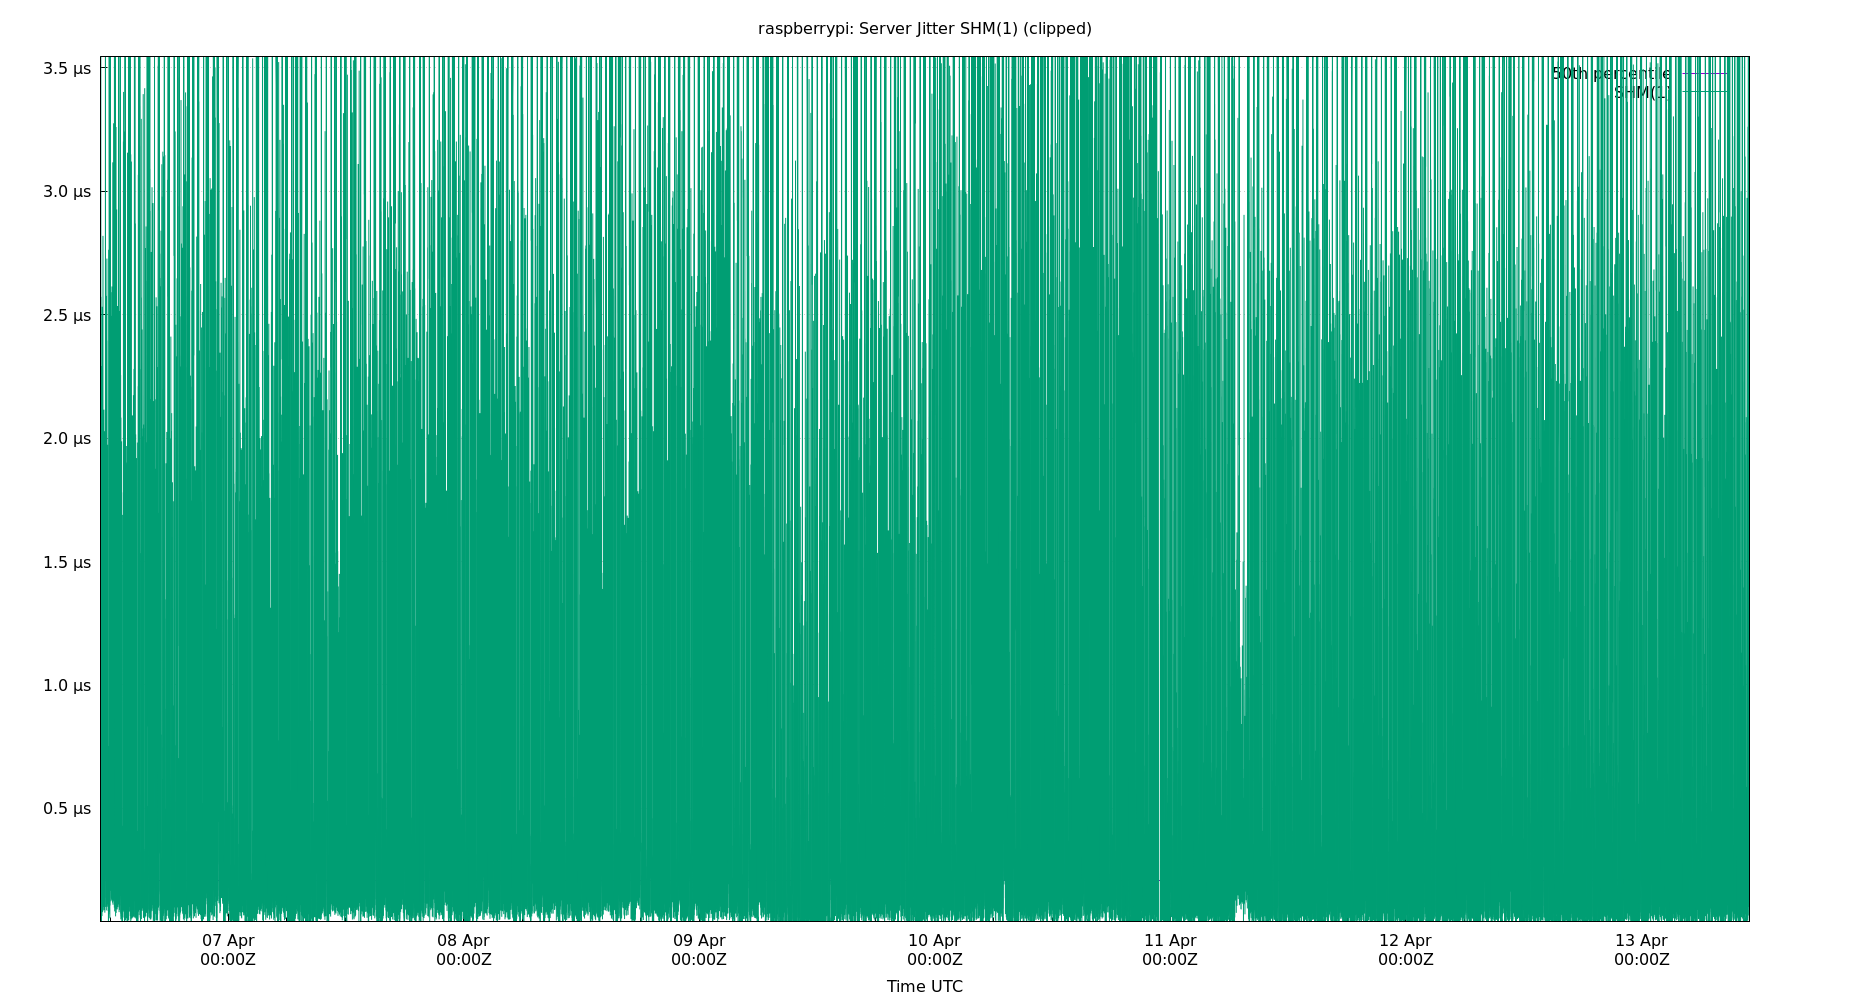 raspberrypi: Server Jitter SHM(1) (clipped)
3.5 µs
50th percentile
SHM(1)
3.0 µs
2.5 µs
2.0 µs
1.5 µs
1.0 µs
0.5 µs
07 Apr 08 Apr 09 Apr 10 Apr 11 Apr 12 Apr 13 Apr
00:00Z 00:00Z 00:00Z 00:00Z 00:00Z 00:00Z 00:00Z
Time UTC